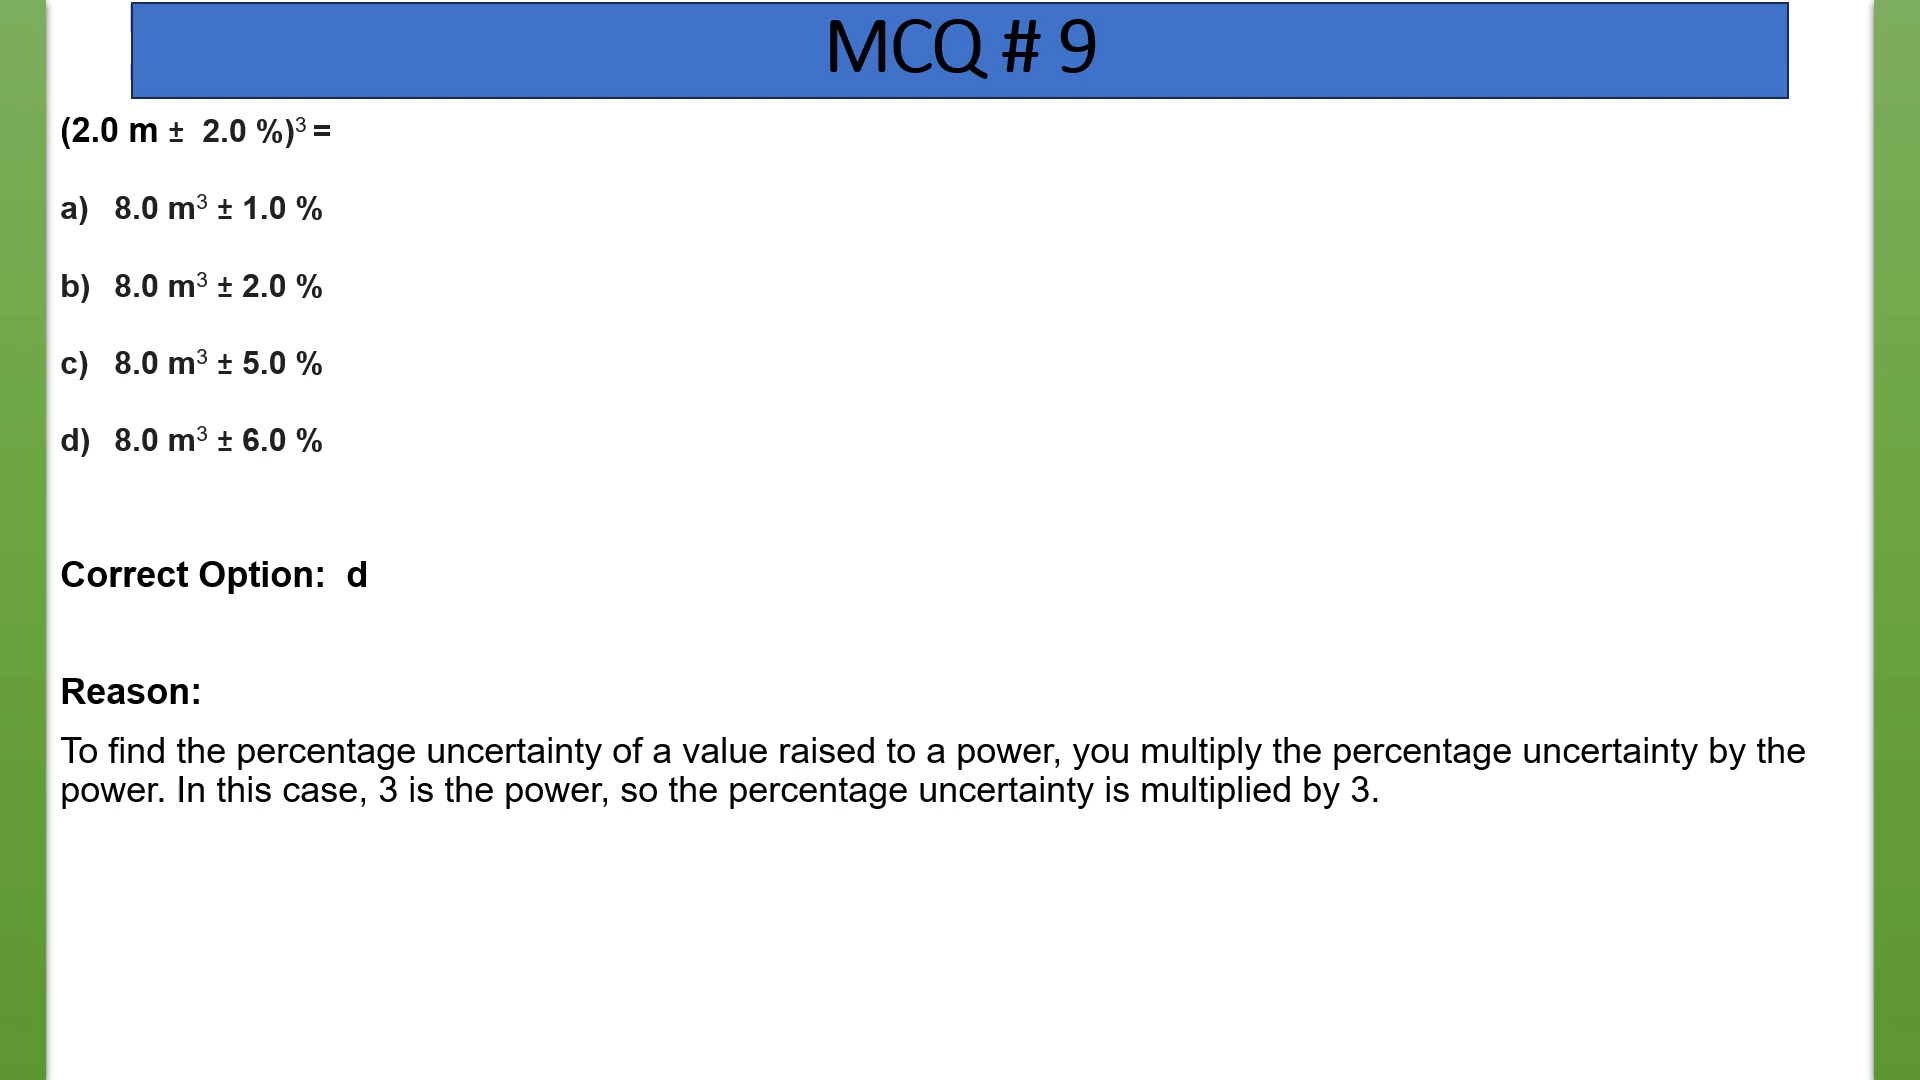 MCQ # 9
(2.0 m ± 2.0 %)³ =
a) 8.0 m³ ± 1.0 %
b) 8.0 m³ ± 2.0 %
c) 8.0 m³ ± 5.0 %
d) 8.0 m³ ± 6.0 %
Correct Option: d
Reason:
To find the percentage uncertainty of a value raised to a power, you multiply the percentage uncertainty by the
power. In this case, 3 is the power, so the percentage uncertainty is multiplied by 3.